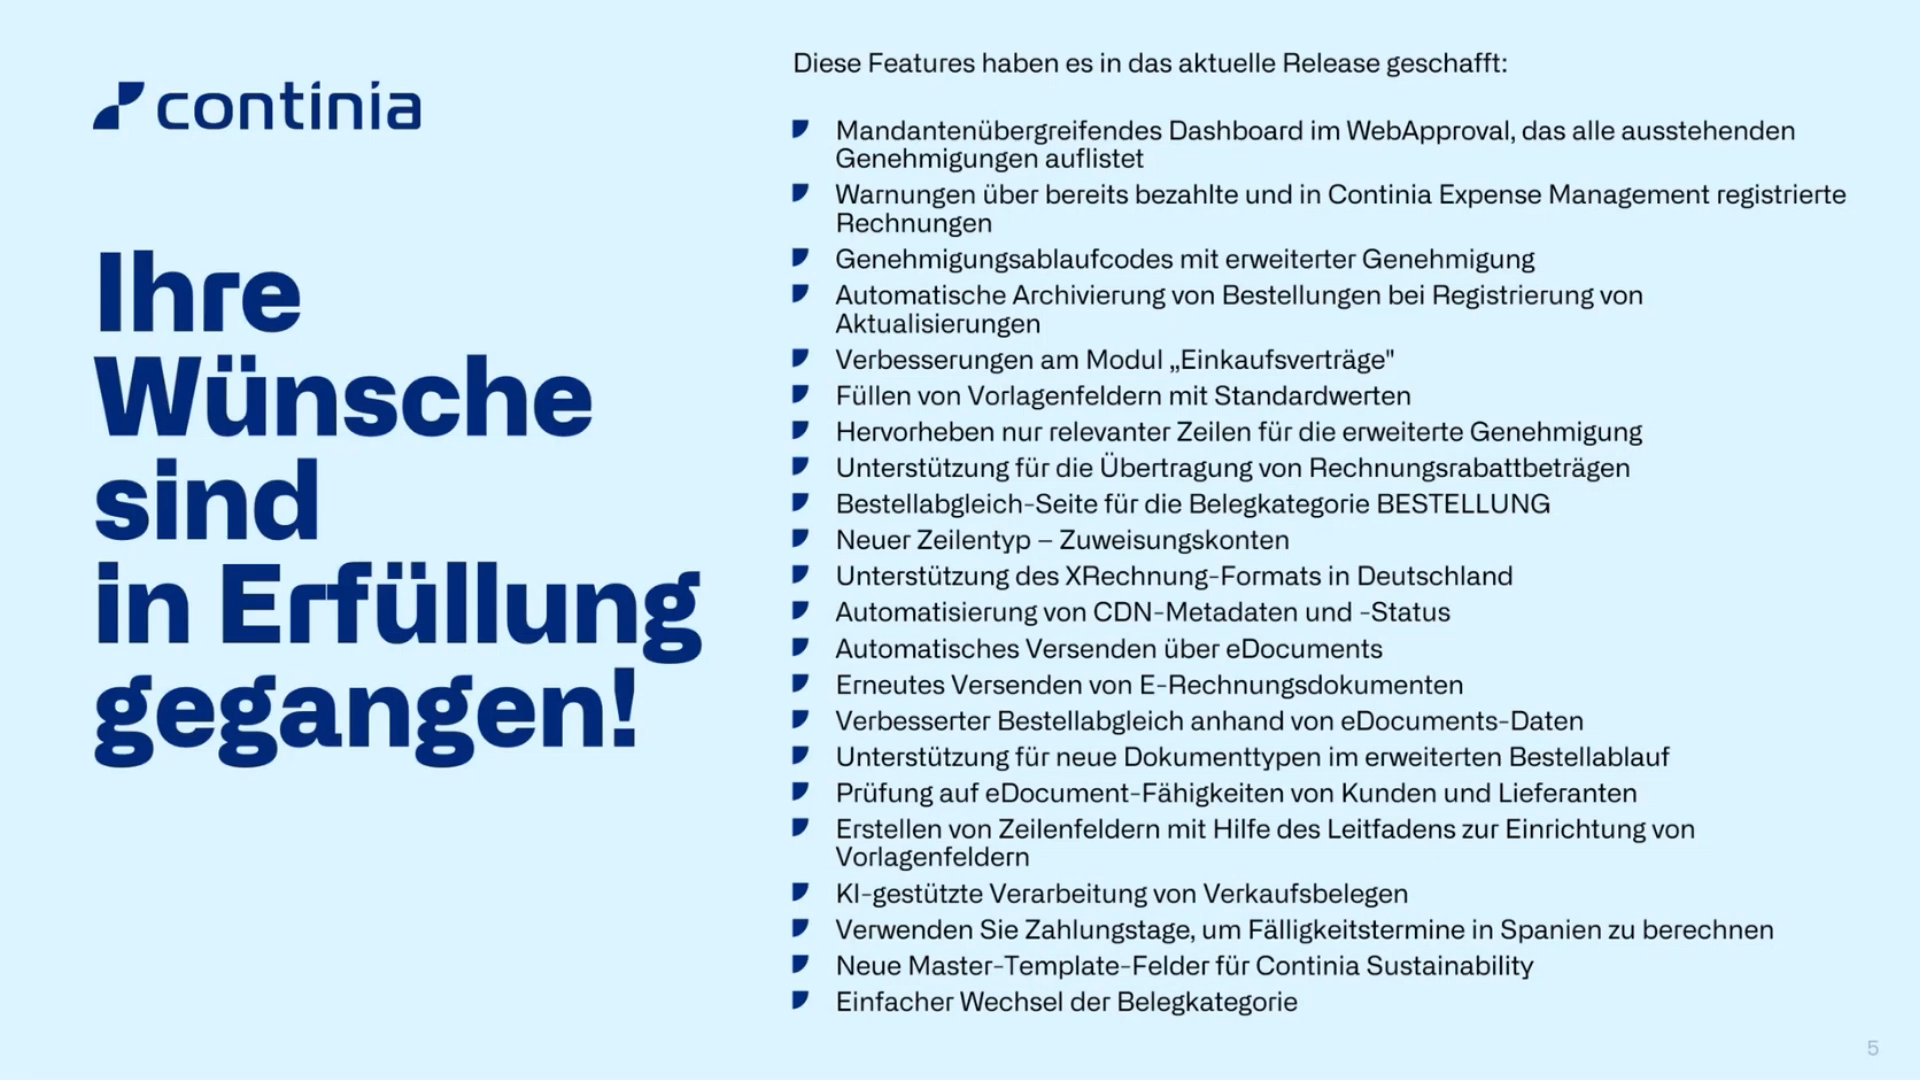 continia
Ihre
Wünsche
sind
in Erfüllung
gegangen!
Diese Features haben es in das aktuelle Release geschafft:
Mandantenübergreifendes Dashboard im WebApproval, das alle ausstehenden
Genehmigungen auflistet
Warnungen über bereits bezahlte und in Continia Expense Management registrierte
Rechnungen
Genehmigungsablaufcodes mit erweiterter Genehmigung
Automatische Archivierung von Bestellungen bei Registrierung von
Aktualisierungen
Verbesserungen am Modul „Einkaufsverträge"
Füllen von Vorlagenfeldern mit Standardwerten
Hervorheben nur relevanter Zeilen für die erweiterte Genehmigung
Unterstützung für die Übertragung von Rechnungsrabattbeträgen
Bestellabgleich-Seite für die Belegkategorie BESTELLUNG
Neuer Zeilentyp – Zuweisungskonten
Unterstützung des XRechnung-Formats in Deutschland
Automatisierung von CDN-Metadaten und -Status
Automatisches Versenden über eDocuments
Erneutes Versenden von E-Rechnungsdokumenten
Verbesserter Bestellabgleich anhand von eDocuments-Daten
Unterstützung für neue Dokumenttypen im erweiterten Bestellablauf
Prüfung auf eDocument-Fähigkeiten von Kunden und Lieferanten
Erstellen von Zeilenfeldern mit Hilfe des Leitfadens zur Einrichtung von
Vorlagenfeldern
KI-gestützte Verarbeitung von Verkaufsbelegen
Verwenden Sie Zahlungstage, um Fälligkeitstermine in Spanien zu berechnen
Neue Master-Template-Felder für Continia Sustainability
Einfacher Wechsel der Belegkategorie
5